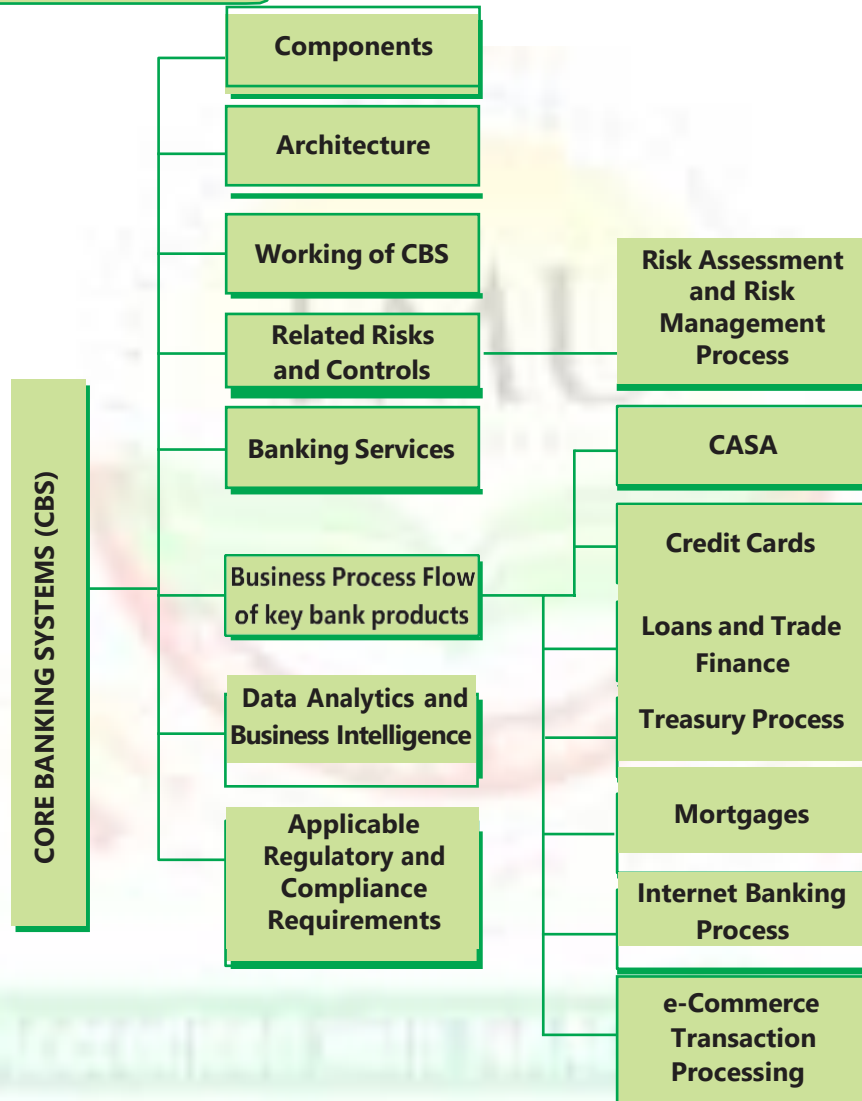 CORE BANKING SYSTEMS (CBS)
Components
Architecture
Working of CBS
Related Risks
and Controls
Risk Assessment
and Risk
Management
Process
Banking Services
Business Process Flow
of key bank products
CASA
Credit Cards
Loans and Trade
Finance
Treasury Process
Mortgages
Internet Banking
Process
e-Commerce
Transaction
Processing
Data Analytics and
Business Intelligence
Applicable
Regulatory and
Compliance
Requirements